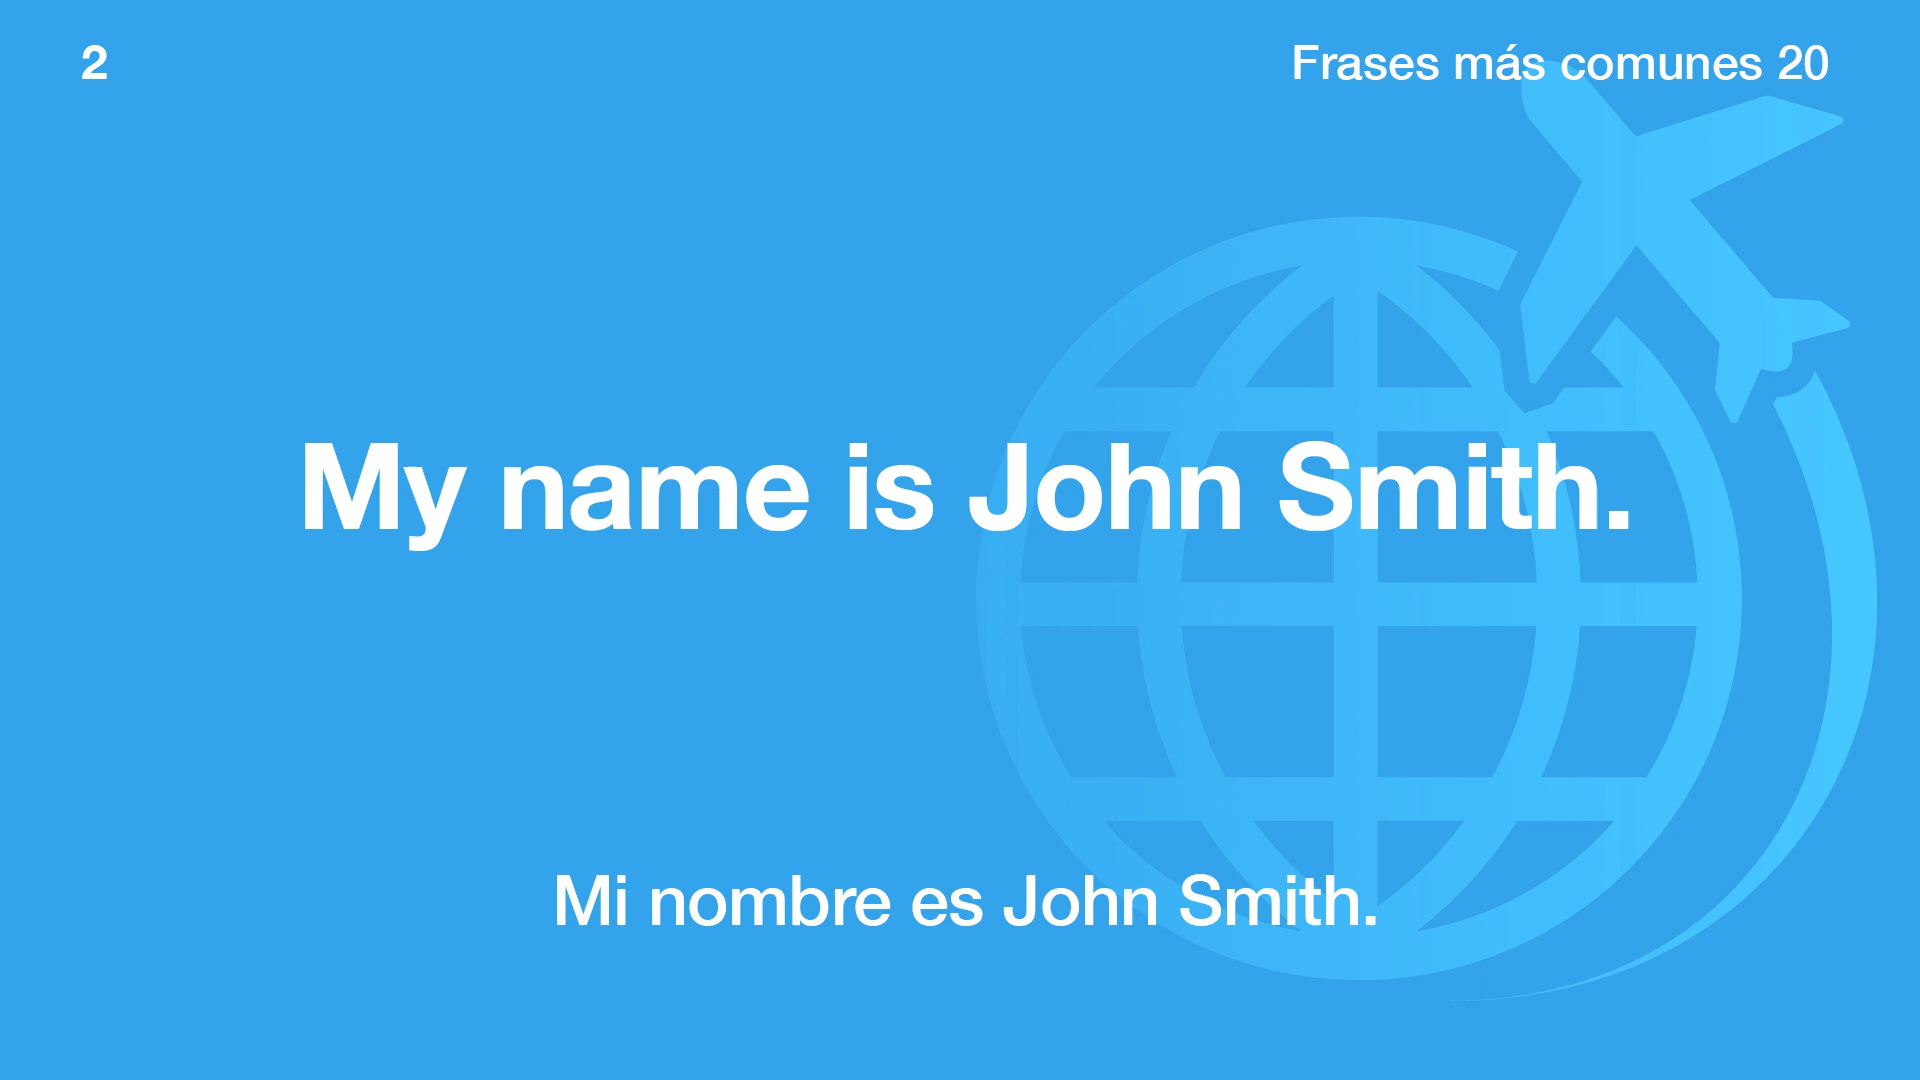 2
Frases más comunes 20
My name is John Smith.
Mi nombre es John Smith.